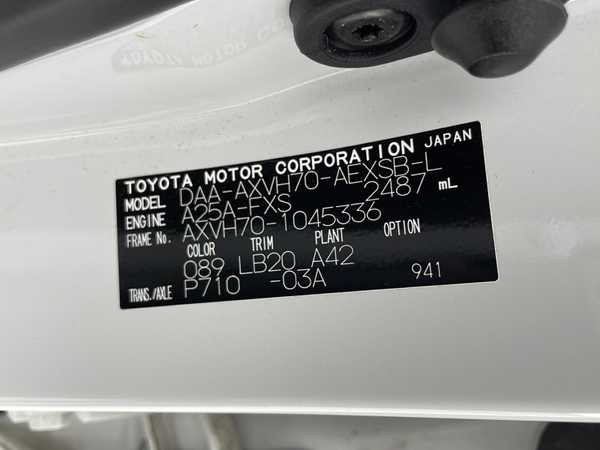 TOYOTA MOTOR CORPORATION JAPAN
MODEL DAA-AXVH70-AEXSB-L
ENGINE A25A-FXS 2487 mL
FRAME No. AXVH70-1045336
COLOR TRIM PLANT OPTION
089 LB20 A42
TRANS./AXLE P710 -03A 941